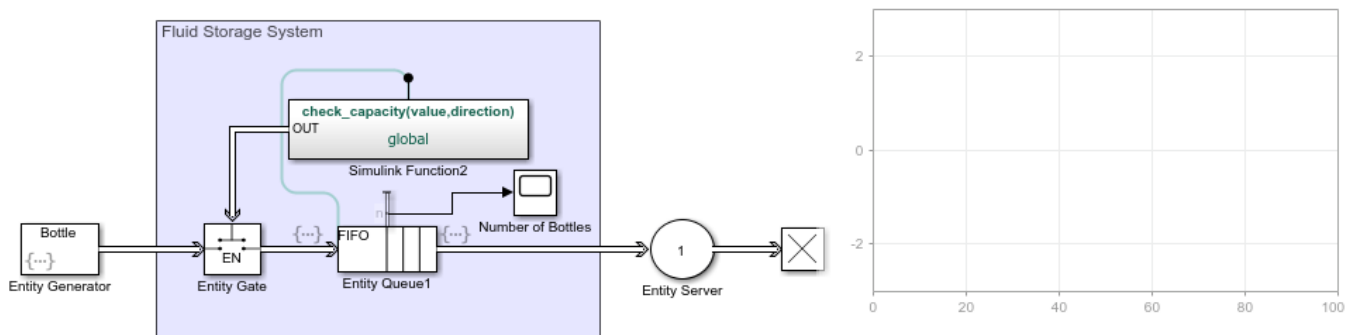 Fluid Storage System
check_capacity(value,direction)
OUT
global
Simulink Function2
Bottle
{...}
Entity Generator
EN
Entity Gate
{...}
FIFO
n
{...}
Entity Queue1
Number of Bottles
1
Entity Server
2
0
-2
0
20
40
60
80
100